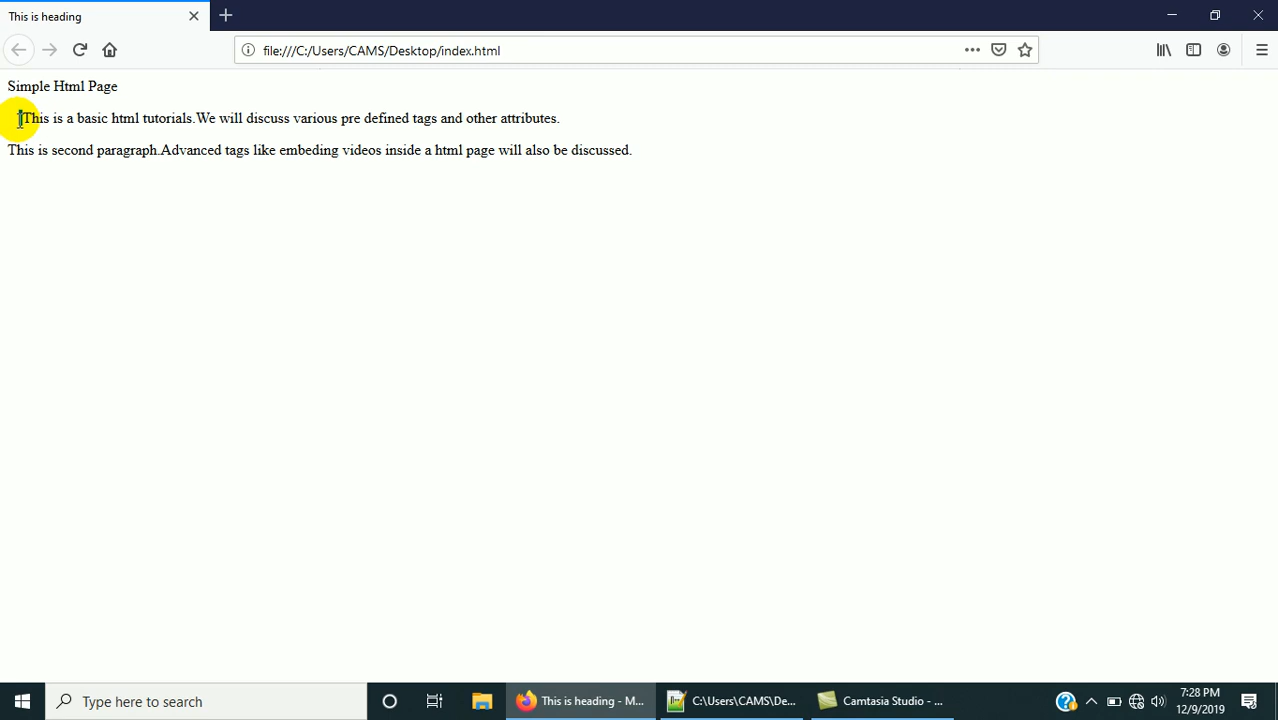 This is heading
file:///C:/Users/CAMS/Desktop/index.html
Simple Html Page
This is a basic html tutorials.We will discuss various pre defined tags and other attributes.
This is second paragraph.Advanced tags like embeding videos inside a html page will also be discussed.
Type here to search
This is heading - M...
C:\Users\CAMS\De...
Camtasia Studio - ...
7:28 PM
12/9/2019